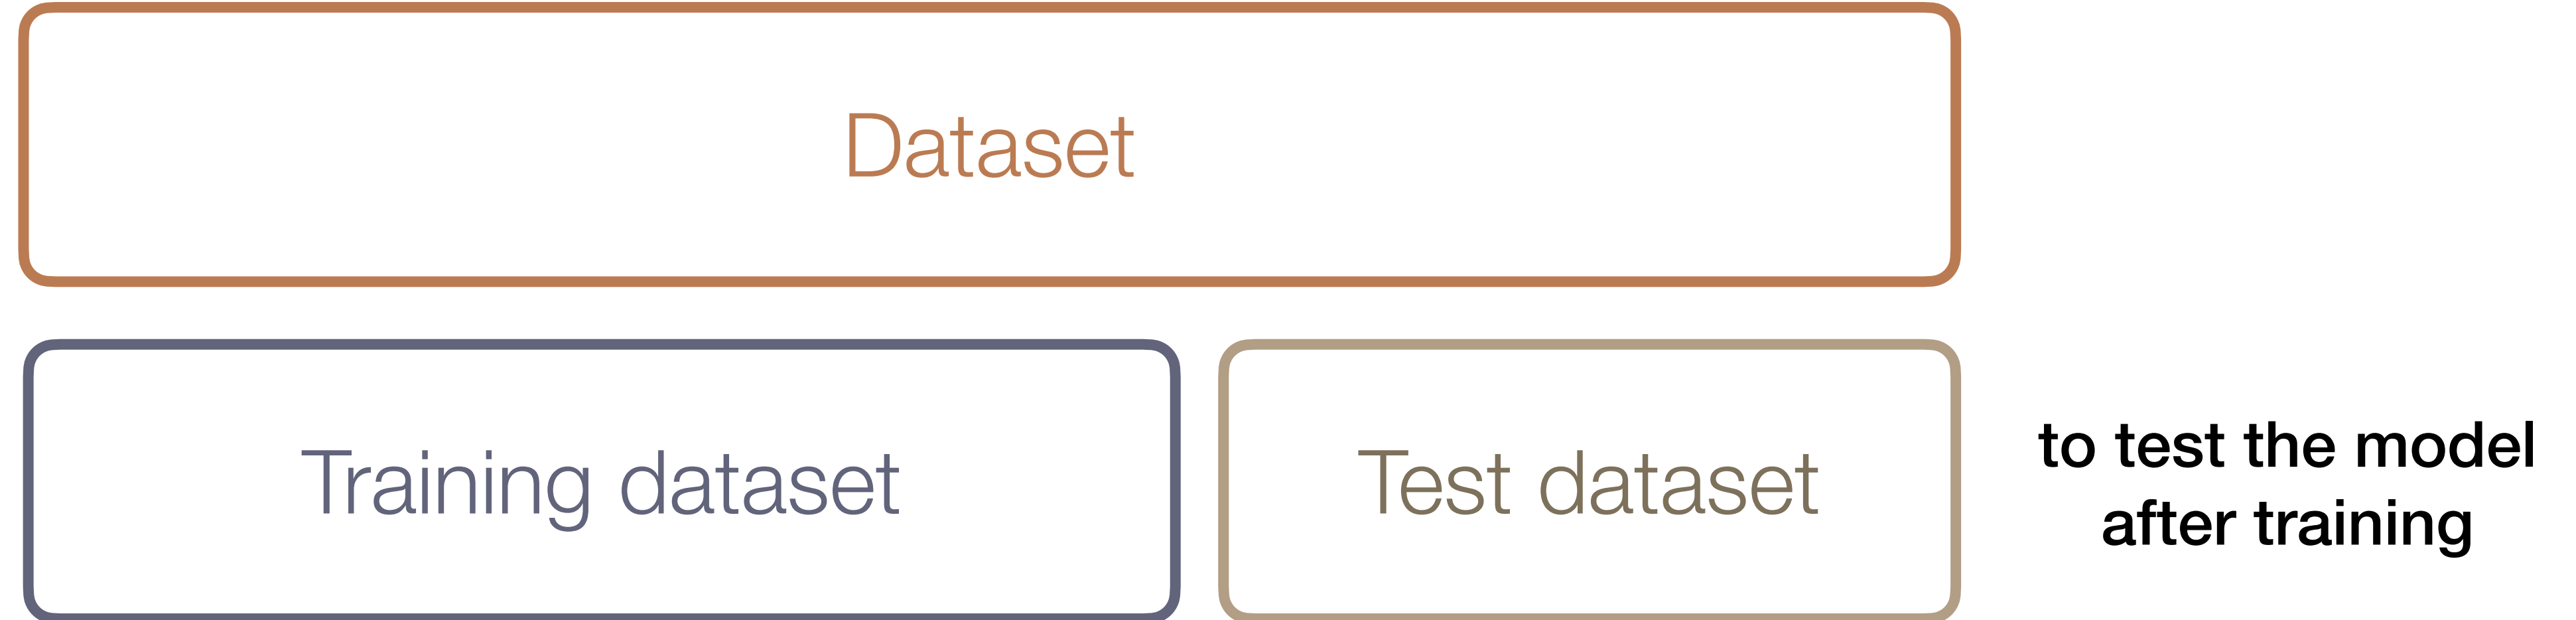 Dataset
Training dataset
Test dataset
to test the model
after training